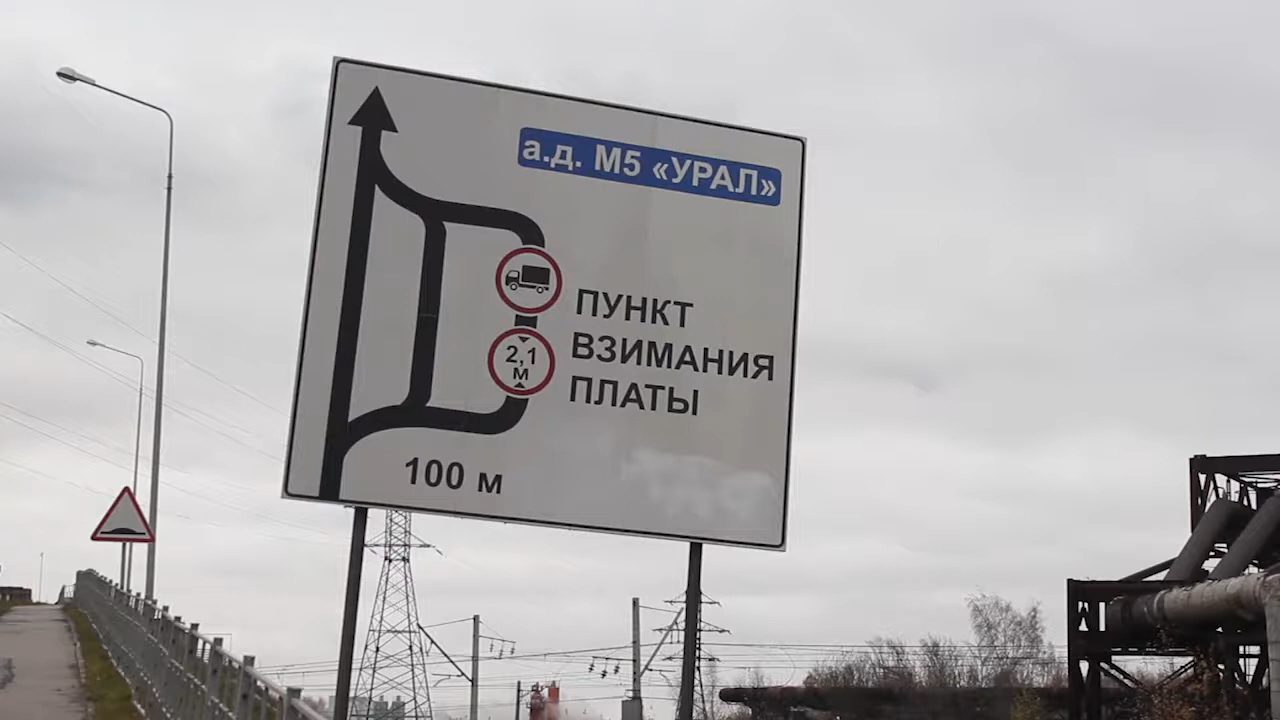 а.д. М5 «УРАЛ»
ПУНКТ
ВЗИМАНИЯ
ПЛАТЫ
2,1
М
100 м